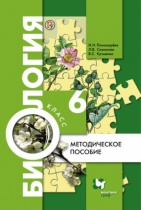 И.Н. Пономарёва
О.А. Корнилова
В.С. Кучменко
БИОЛОГИЯ
6
КЛАСС
МЕТОДИЧЕСКОЕ
ПОСОБИЕ